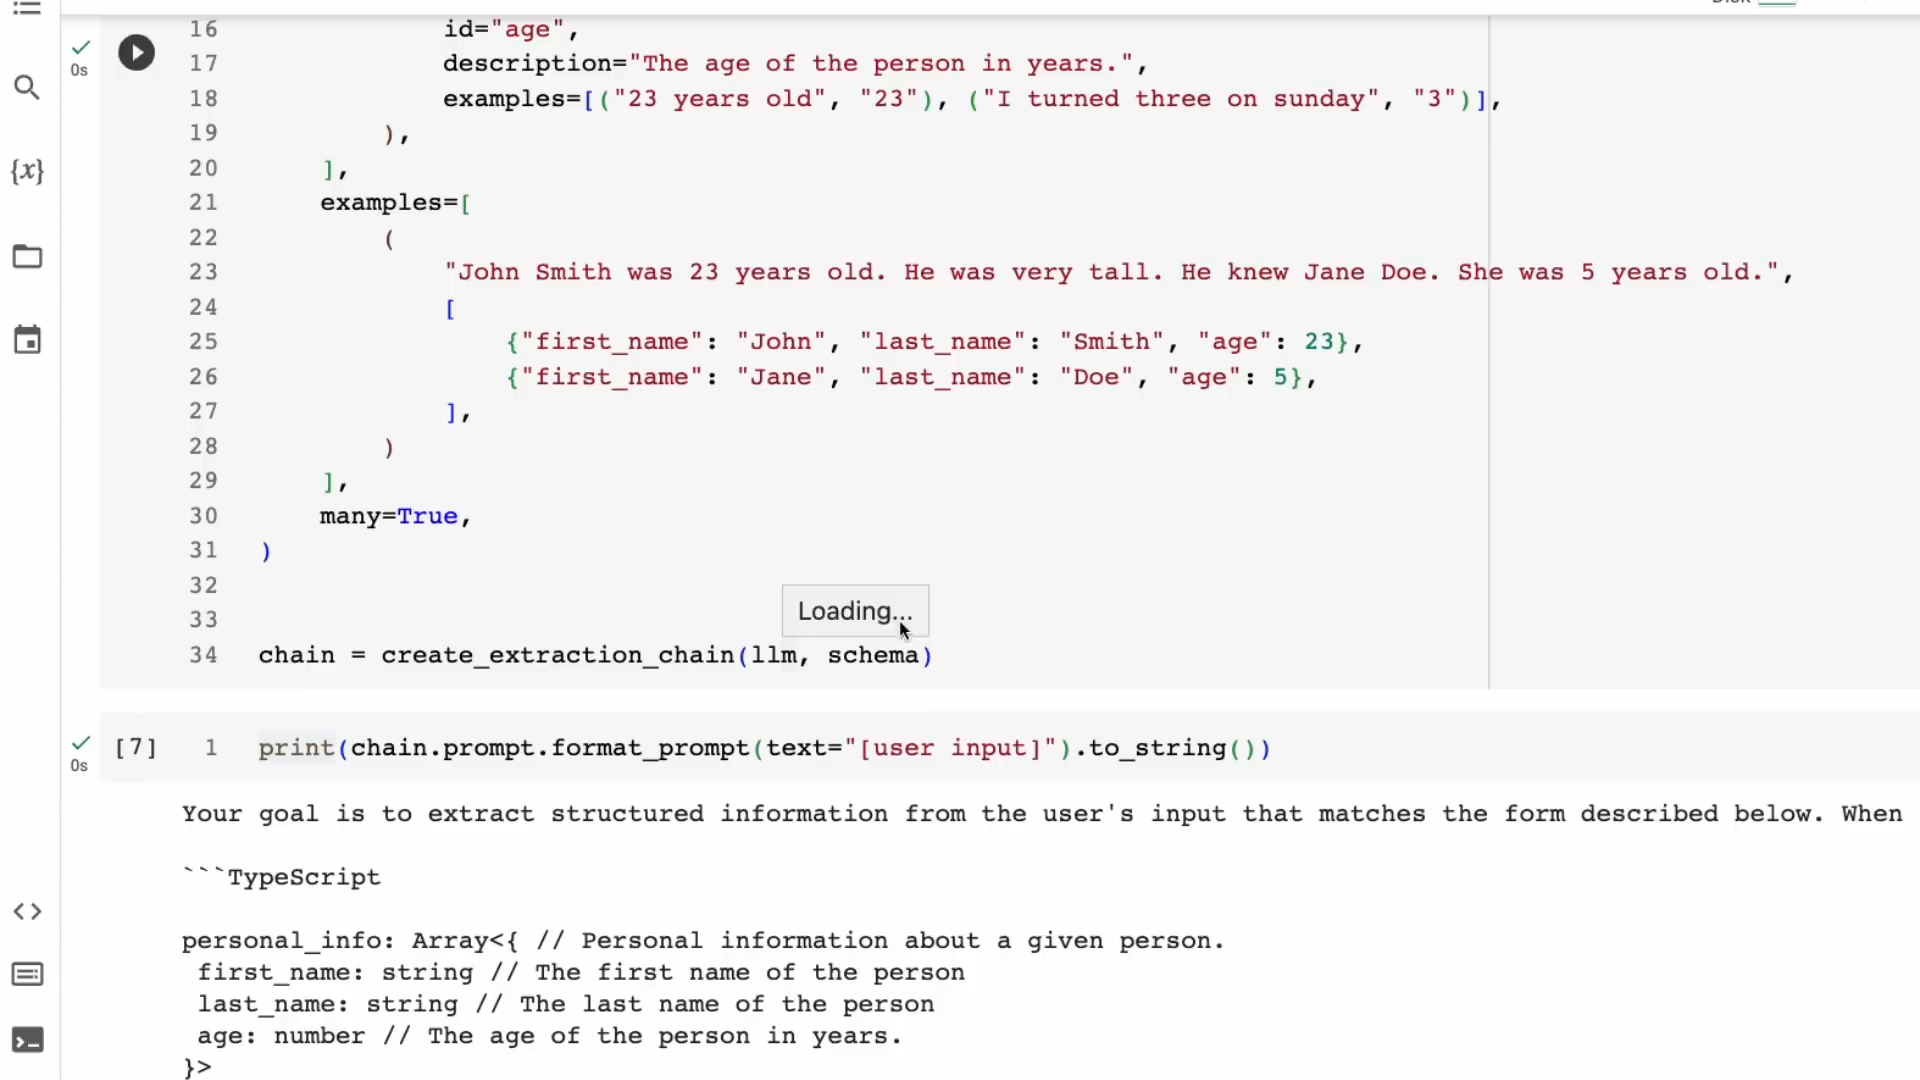 16 id="age",
0s
17 description="The age of the person in years.",
18 examples=[("23 years old", "23"), ("I turned three on sunday", "3")],
19 ),
{x}
20 ],
21 examples=[
22 (
23 "John Smith was 23 years old. He was very tall. He knew Jane Doe. She was 5 years old.",
24 [
25 {"first_name": "John", "last_name": "Smith", "age": 23},
26 {"first_name": "Jane", "last_name": "Doe", "age": 5},
27 ],
28 )
29 ],
30 many=True,
31 )
32
Loading...
33
34 chain = create_extraction_chain(llm, schema)
[7] 1 print(chain.prompt.format_prompt(text="[user input]").to_string())
0s
Your goal is to extract structured information from the user's input that matches the form described below. When
```TypeScript
personal_info: Array<{ // Personal information about a given person.
first_name: string // The first name of the person
last_name: string // The last name of the person
age: number // The age of the person in years.
}>